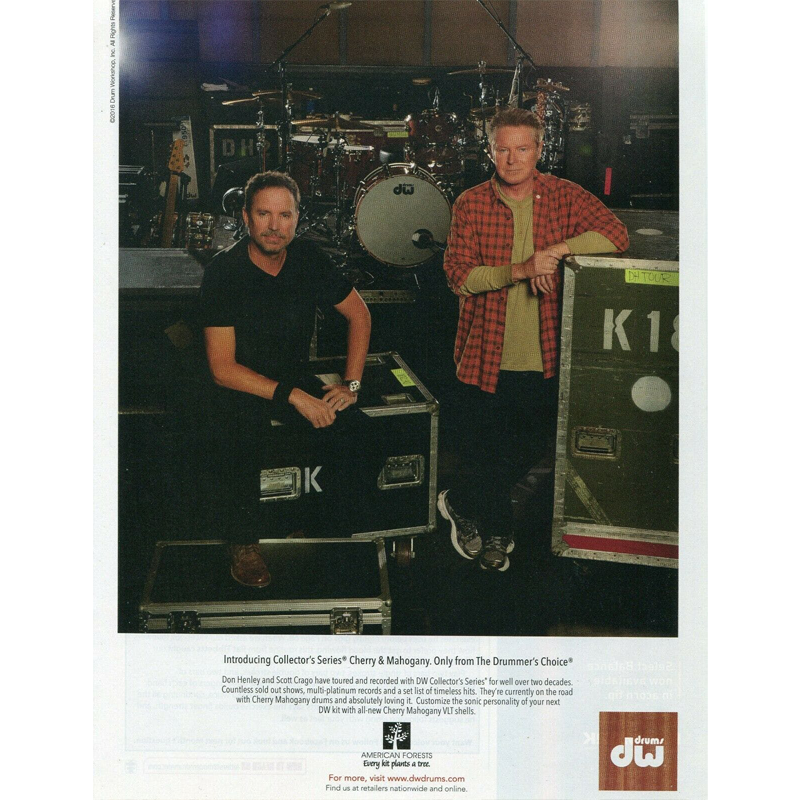 ©2016 Drum Workshop, Inc. All Rights Reserve
DH
dw
DH TOUR
K 18
K
Introducing Collector's Series® Cherry & Mahogany. Only from The Drummer's Choice®
Don Henley and Scott Crago have toured and recorded with DW Collector's Series® for well over two decades.
Countless sold out shows, multi-platinum records and a set list of timeless hits. They're currently on the road
with Cherry Mahogany drums and absolutely loving it. Customize the sonic personality of your next
DW kit with all-new Cherry Mahogany VLT shells.
AMERICAN FORESTS
Every kit plants a tree.
drums
dw
For more, visit www.dwdrums.com
Find us at retailers nationwide and online.